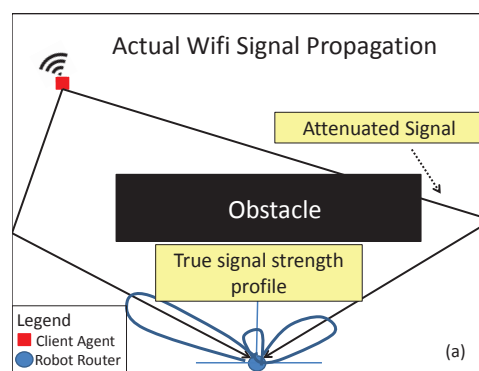 Actual Wifi Signal Propagation
Attenuated Signal
Obstacle
True signal strength
profile
Legend
Client Agent
Robot Router
(a)